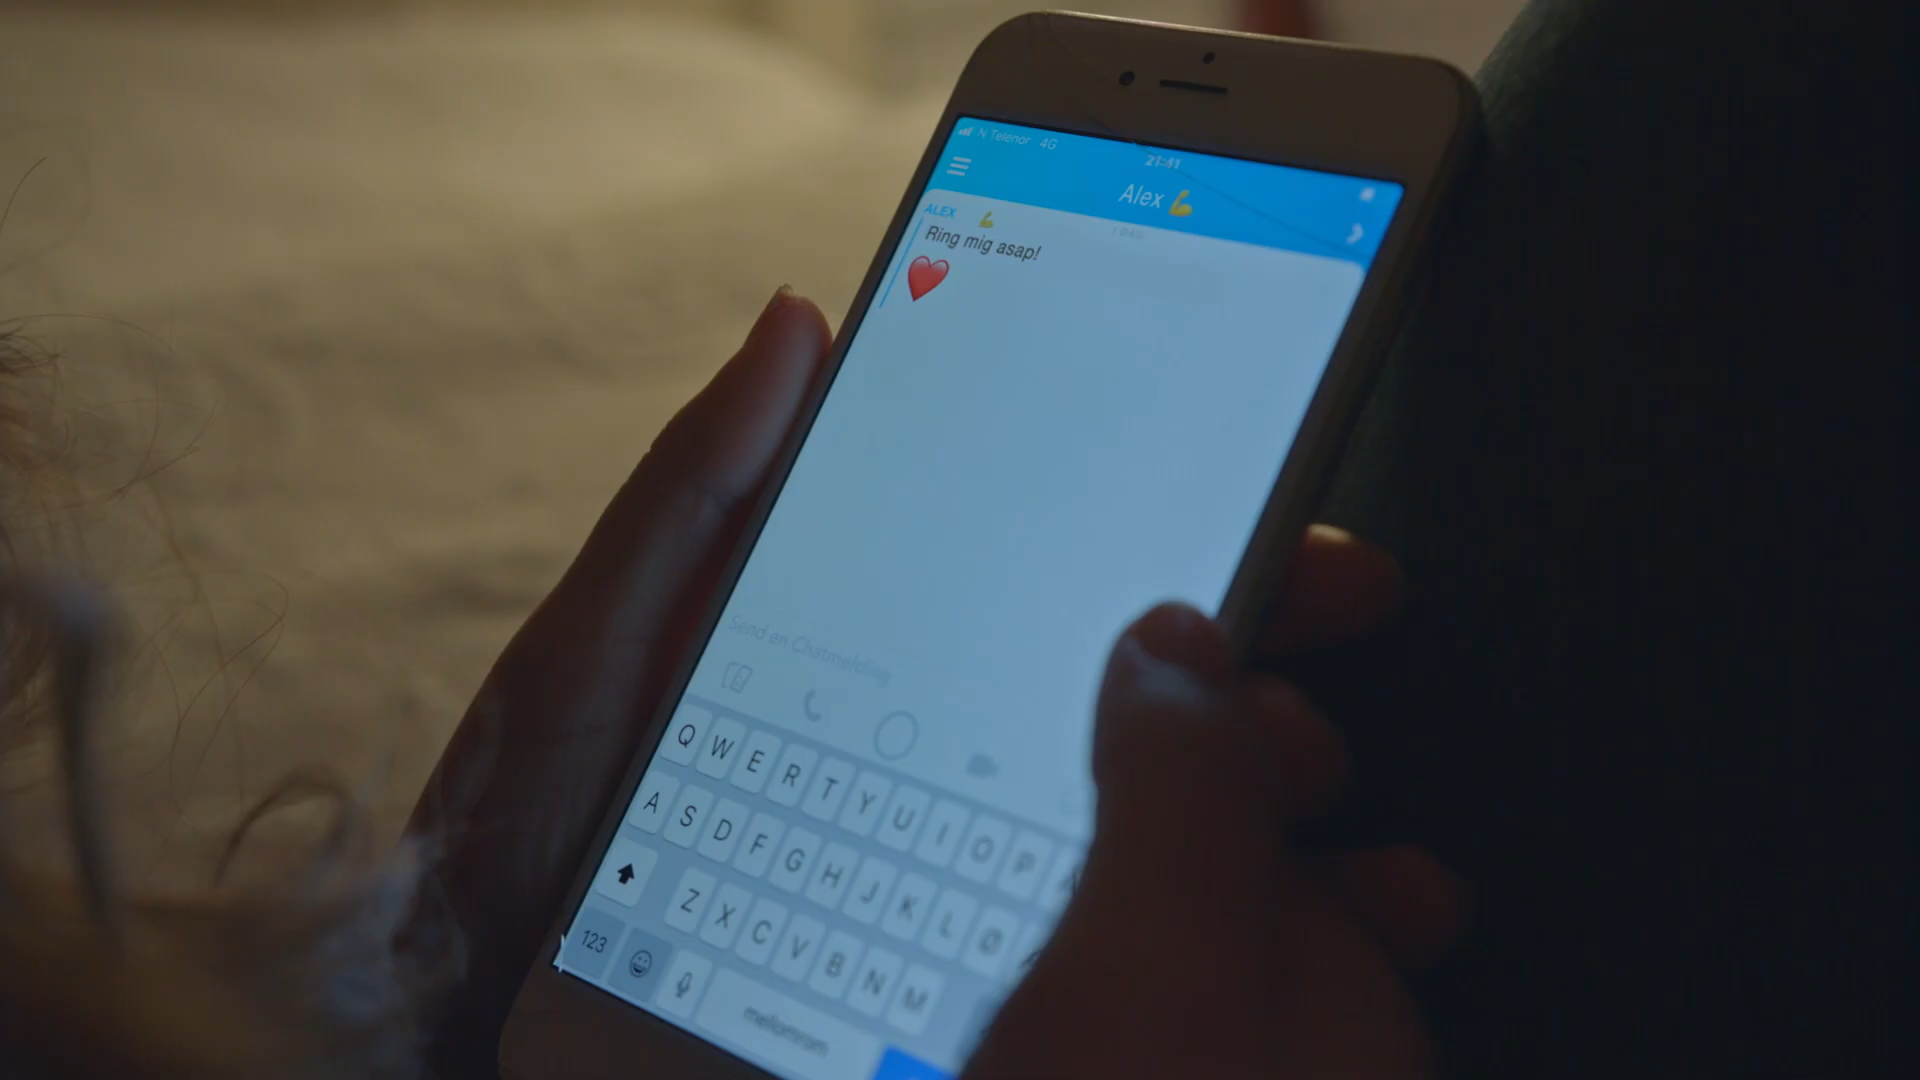 N Telenor 4G
21:41
Alex 💪
ALEX 💪
Ring mig asap!
❤️
Send en Chatmelding
Q W E R T Y U I O P
A S D F G H J K L Ø
Z X C V B N M
123
mellomrom